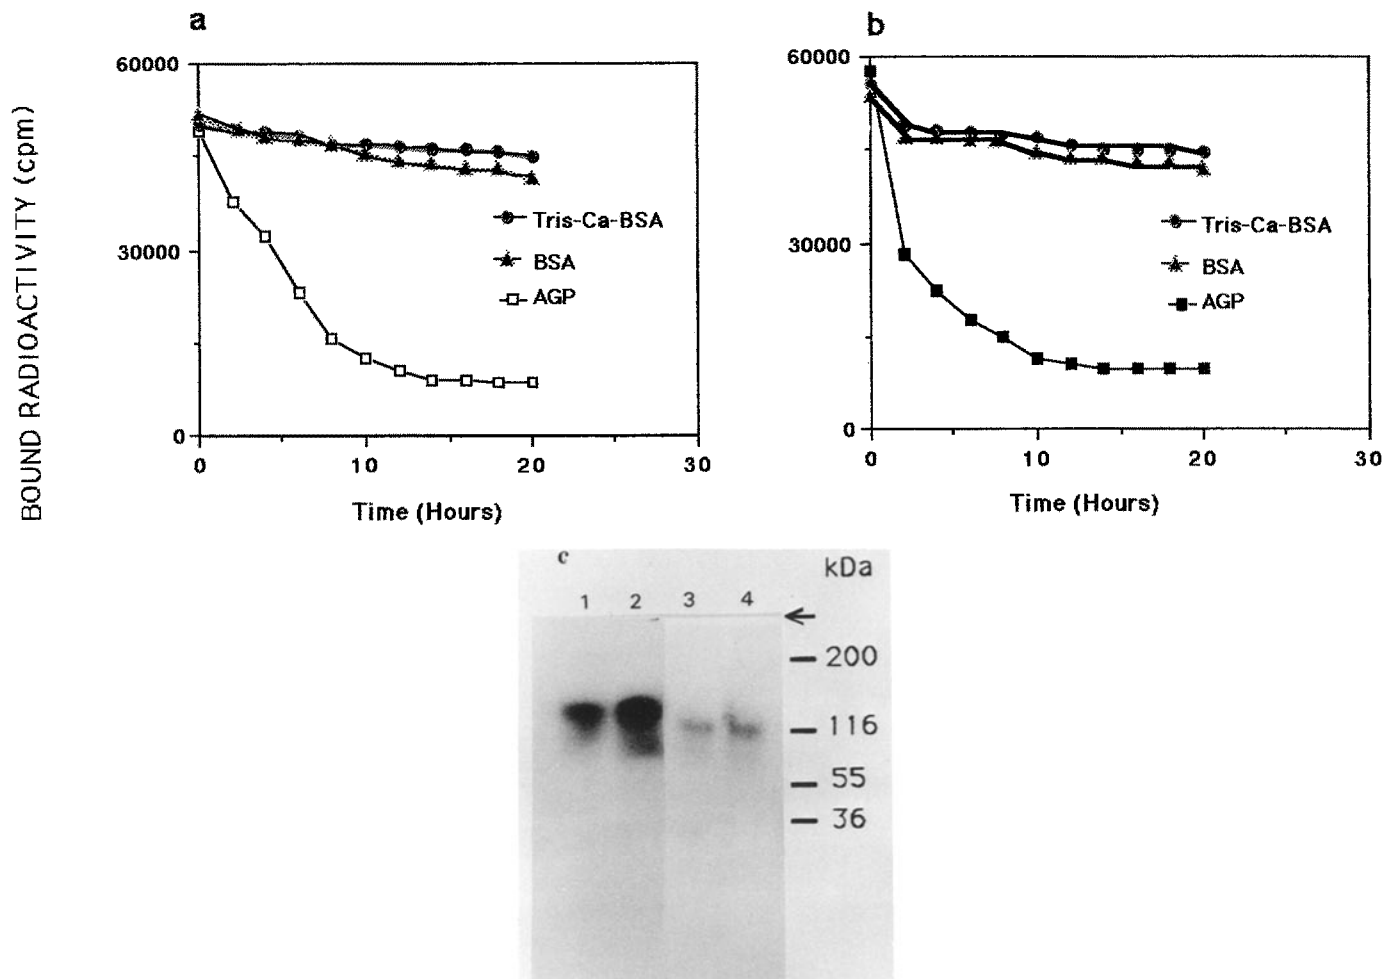 a
BOUND RADIOACTIVITY (cpm)
60000
30000
0
0 10 20 30
Time (Hours)
Tris-Ca-BSA
BSA
AGP
b
60000
30000
0
0 10 20 30
Time (Hours)
Tris-Ca-BSA
BSA
AGP
c
kDa
1 2 3 4
200
116
55
36